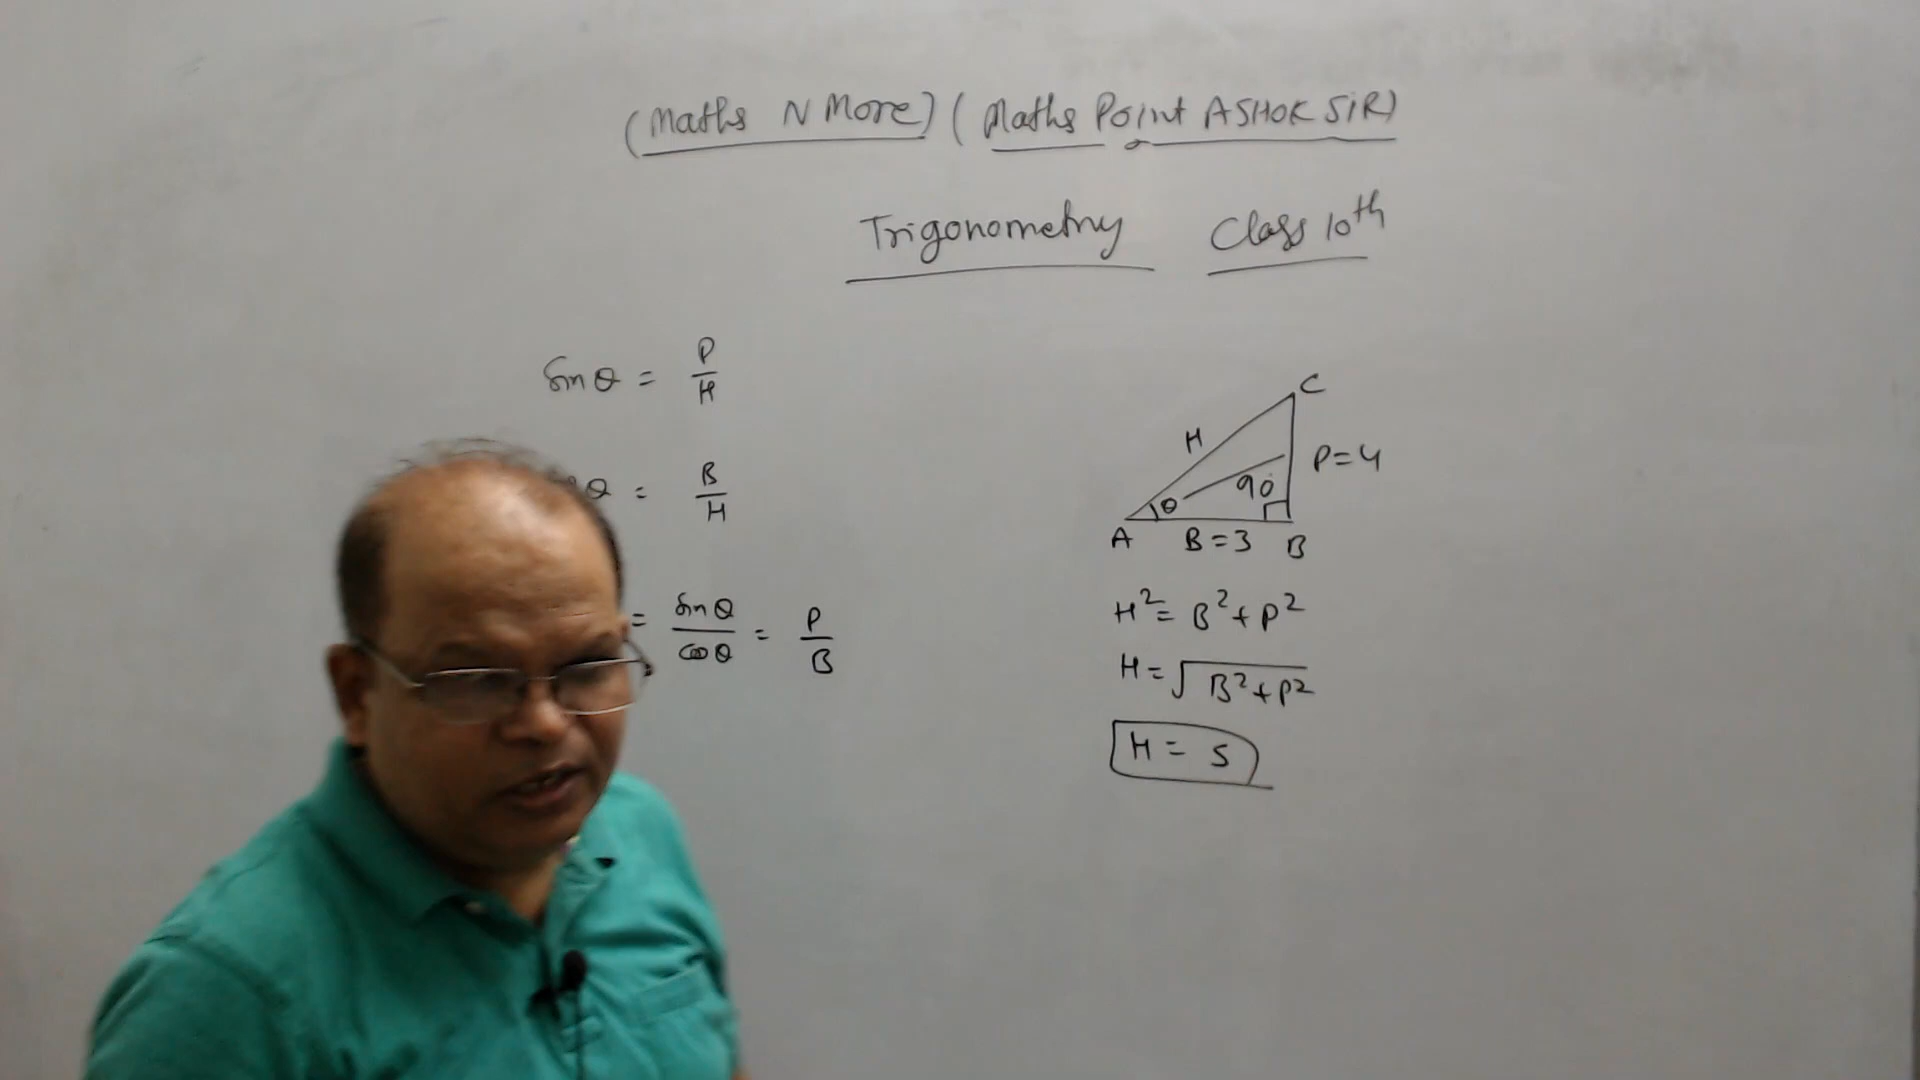 (Maths N More) (Maths Point ASHOK SIR)
Trigonometry Class 10th
Sin θ = P/H
θ = B/H
= Sin θ/Cos θ = P/B
C
H
P=4
90°
θ
A B=3 B
H² = B² + P²
H = √B² + P²
H = 5